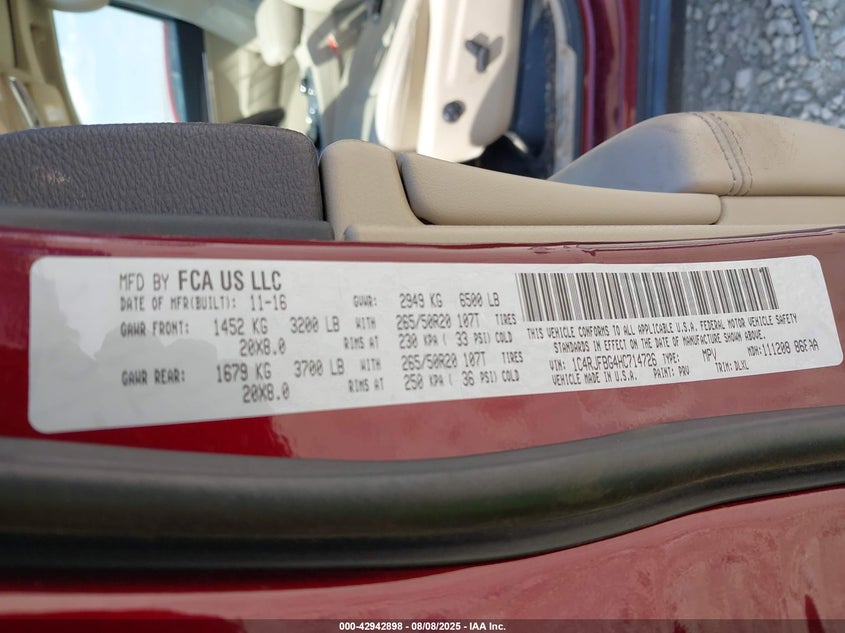 MFD BY FCA US LLC
DATE OF MFR(BUILT): 11-16 GVWR: 2949 KG 6500 LB
GAWR FRONT: 1452 KG 3200 LB WITH 265/50R20 107T TIRES
20X8.0 RIMS AT 230 KPA ( 33 PSI) COLD
GAWR REAR: 1679 KG 3700 LB WITH 265/50R20 107T TIRES
20X8.0 RIMS AT 250 KPA ( 36 PSI) COLD
THIS VEHICLE CONFORMS TO ALL APPLICABLE U.S.A. FEDERAL MOTOR VEHICLE SAFETY
STANDARDS IN EFFECT ON THE DATE OF MANUFACTURE SHOWN ABOVE.
VIN: 1C4RJFBG4HC714726 TYPE: MPV MDH: 111208
VEHICLE MADE IN U.S.A. PAINT: PRV TRIM: DLXL
000-42942898 - 08/08/2025 - IAA Inc.